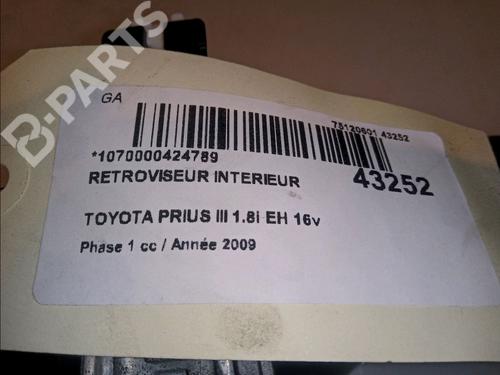 B-PARTS
GA
75120601 43252
*1070000424789
RETROVISEUR INTERIEUR
43252
TOYOTA PRIUS III 1.8i EH 16v
Phase 1 cc / Année 2009